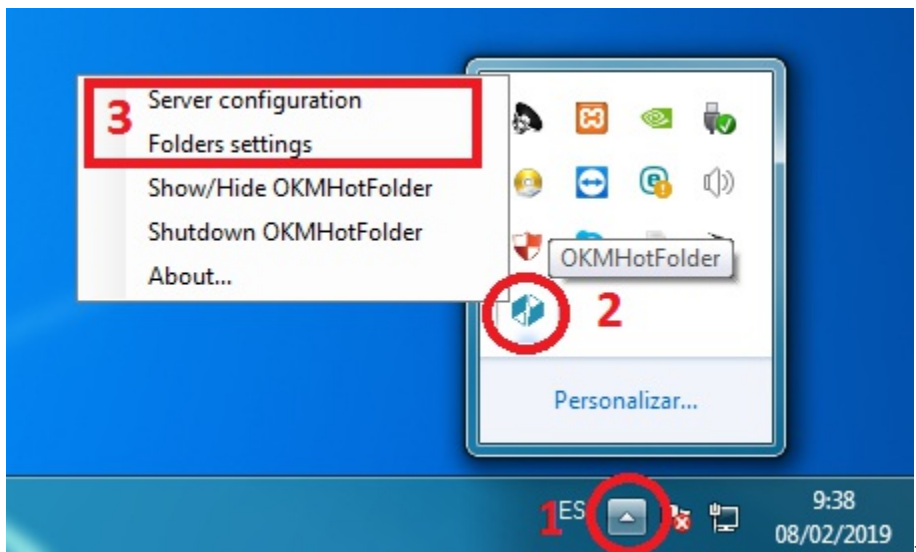 3
Server configuration
Folders settings
Show/Hide OKMHotFolder
Shutdown OKMHotFolder
About...
OKMHotFolder
2
Personalizar...
1
ES
9:38
08/02/2019